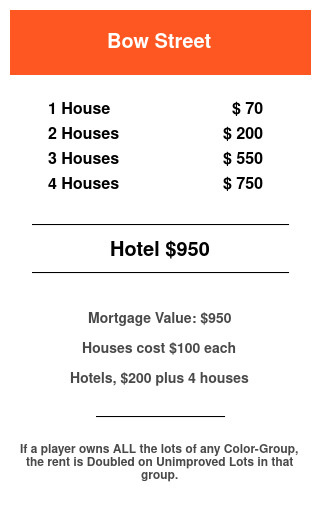 Bow Street
1 House $ 70
2 Houses $ 200
3 Houses $ 550
4 Houses $ 750
Hotel $950
Mortgage Value: $950
Houses cost $100 each
Hotels, $200 plus 4 houses
If a player owns ALL the lots of any Color-Group,
the rent is Doubled on Unimproved Lots in that
group.